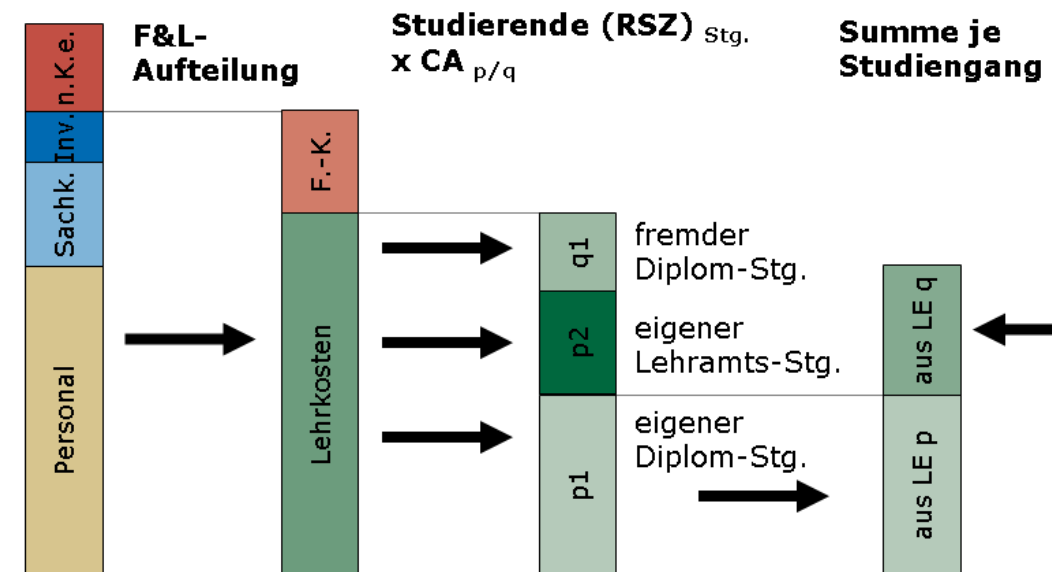 F&L-
Aufteilung
Studierende (RSZ) Stg.
x CA p/q
Summe je
Studiengang
n.K.e.
Inv.
Sachk.
Personal
F.-K.
Lehrkosten
q1
p2
p1
fremder
Diplom-Stg.
eigener
Lehramts-Stg.
eigener
Diplom-Stg.
aus LE q
aus LE p